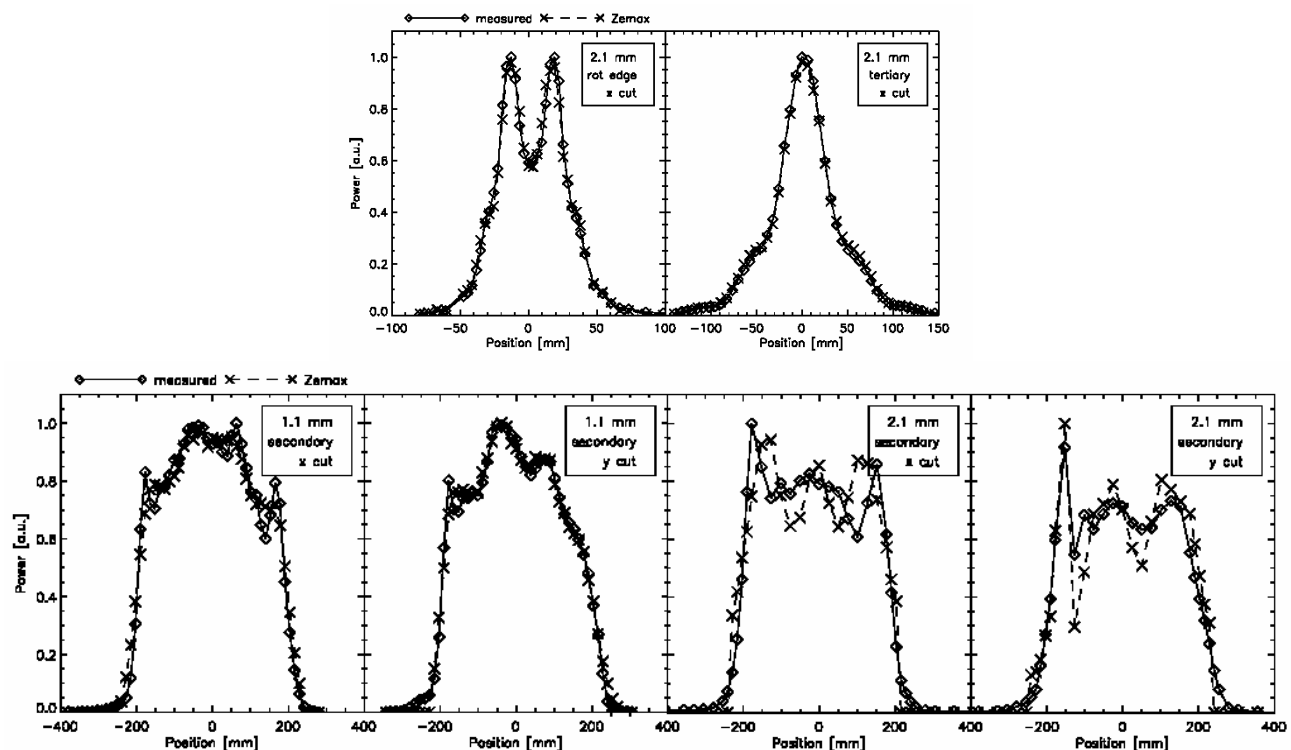 measured Zemax
2.1 mm
rot edge
x cut
2.1 mm
tertiary
x cut
1.0
0.8
0.6
0.4
0.2
0.0
Power [a.u.]
-100 -50 0 50 100 -100 -50 0 50 100 150
Position [mm] Position [mm]
measured Zemax
1.1 mm
secondary
x cut
1.1 mm
secondary
y cut
2.1 mm
secondary
x cut
2.1 mm
secondary
y cut
1.0
0.8
0.6
0.4
0.2
0.0
Power [a.u.]
-400 -200 0 200 400 -200 0 200 400 -200 0 200 400 -200 0 200 400
Position [mm] Position [mm] Position [mm] Position [mm]